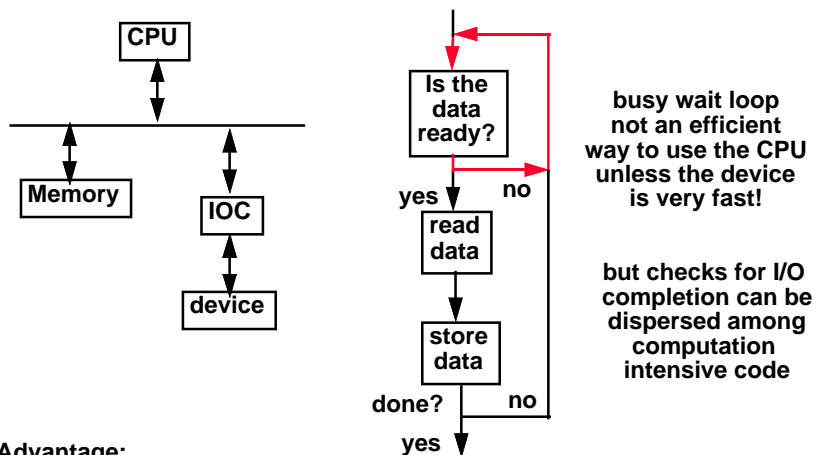 CPU
Memory
IOC
device
Is the
data
ready?
yes
no
read
data
store
data
done?
no
yes
busy wait loop
not an efficient
way to use the CPU
unless the device
is very fast!
but checks for I/O
completion can be
dispersed among
computation
intensive code
Advantage: